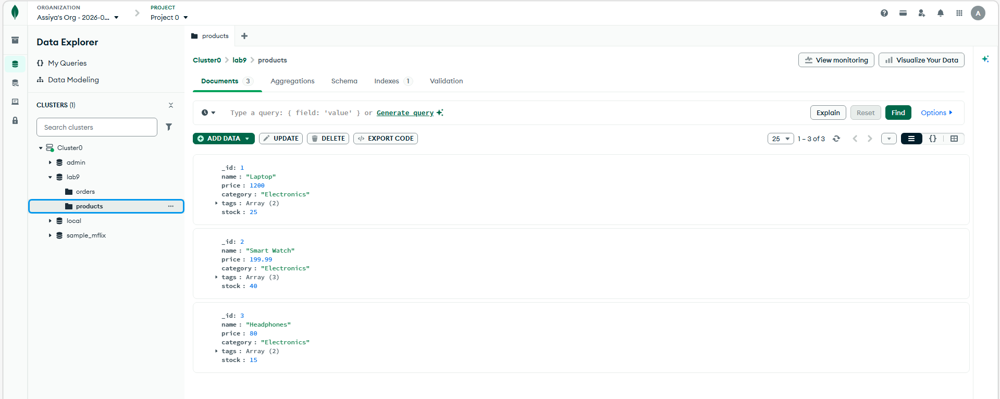 ORGANIZATION
Assiya's Org - 2026-0...
PROJECT
Project 0
A
Data Explorer
My Queries
Data Modeling
CLUSTERS (1)
Search clusters
Cluster0
admin
lab9
orders
products
local
sample_mflix
products
Cluster0 > lab9 > products
View monitoring
Visualize Your Data
Documents 3 Aggregations Schema Indexes 1 Validation
Type a query: { field: 'value' } or Generate query
Explain Reset Find Options
ADD DATA UPDATE DELETE EXPORT CODE
25 1 – 3 of 3 {}
_id: 1
name : "Laptop"
price : 1200
category : "Electronics"
tags : Array (2)
stock : 25
_id: 2
name : "Smart Watch"
price : 199.99
category : "Electronics"
tags : Array (3)
stock : 40
_id: 3
name : "Headphones"
price : 80
category : "Electronics"
tags : Array (2)
stock : 15